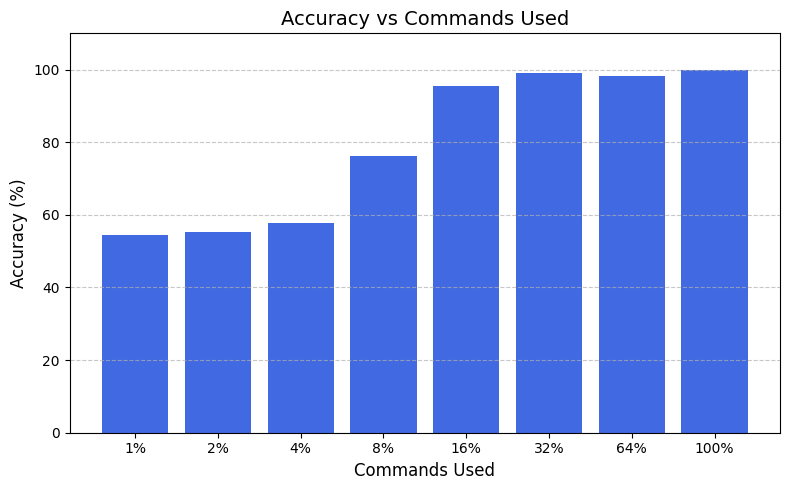 Accuracy vs Commands Used
Accuracy (%)
100
80
60
40
20
0
1% 2% 4% 8% 16% 32% 64% 100%
Commands Used